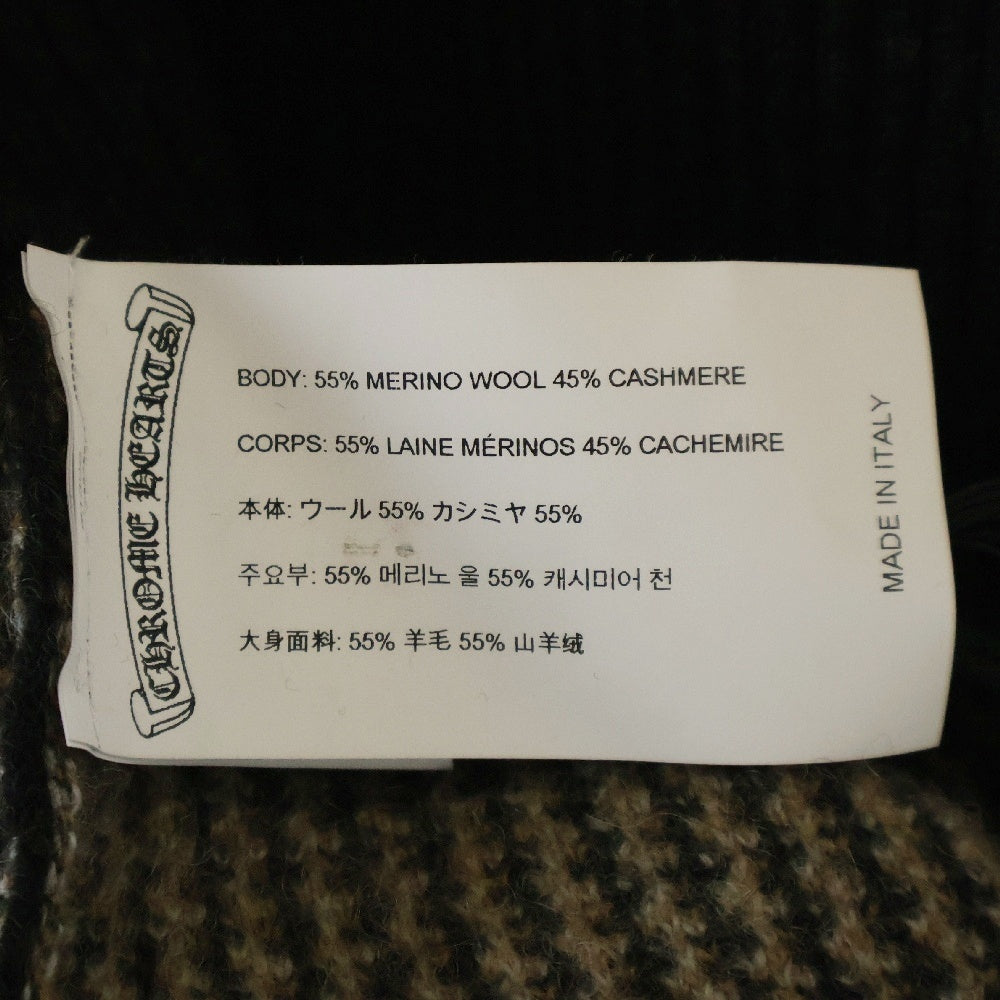 CHROME HEARTS
BODY: 55% MERINO WOOL 45% CASHMERE
CORPS: 55% LAINE MÉRINOS 45% CACHEMIRE
本体: ウール 55% カシミヤ 55%
주요부: 55% 메리노 울 55% 캐시미어 천
大身面料: 55% 羊毛 55% 山羊绒
MADE IN ITALY